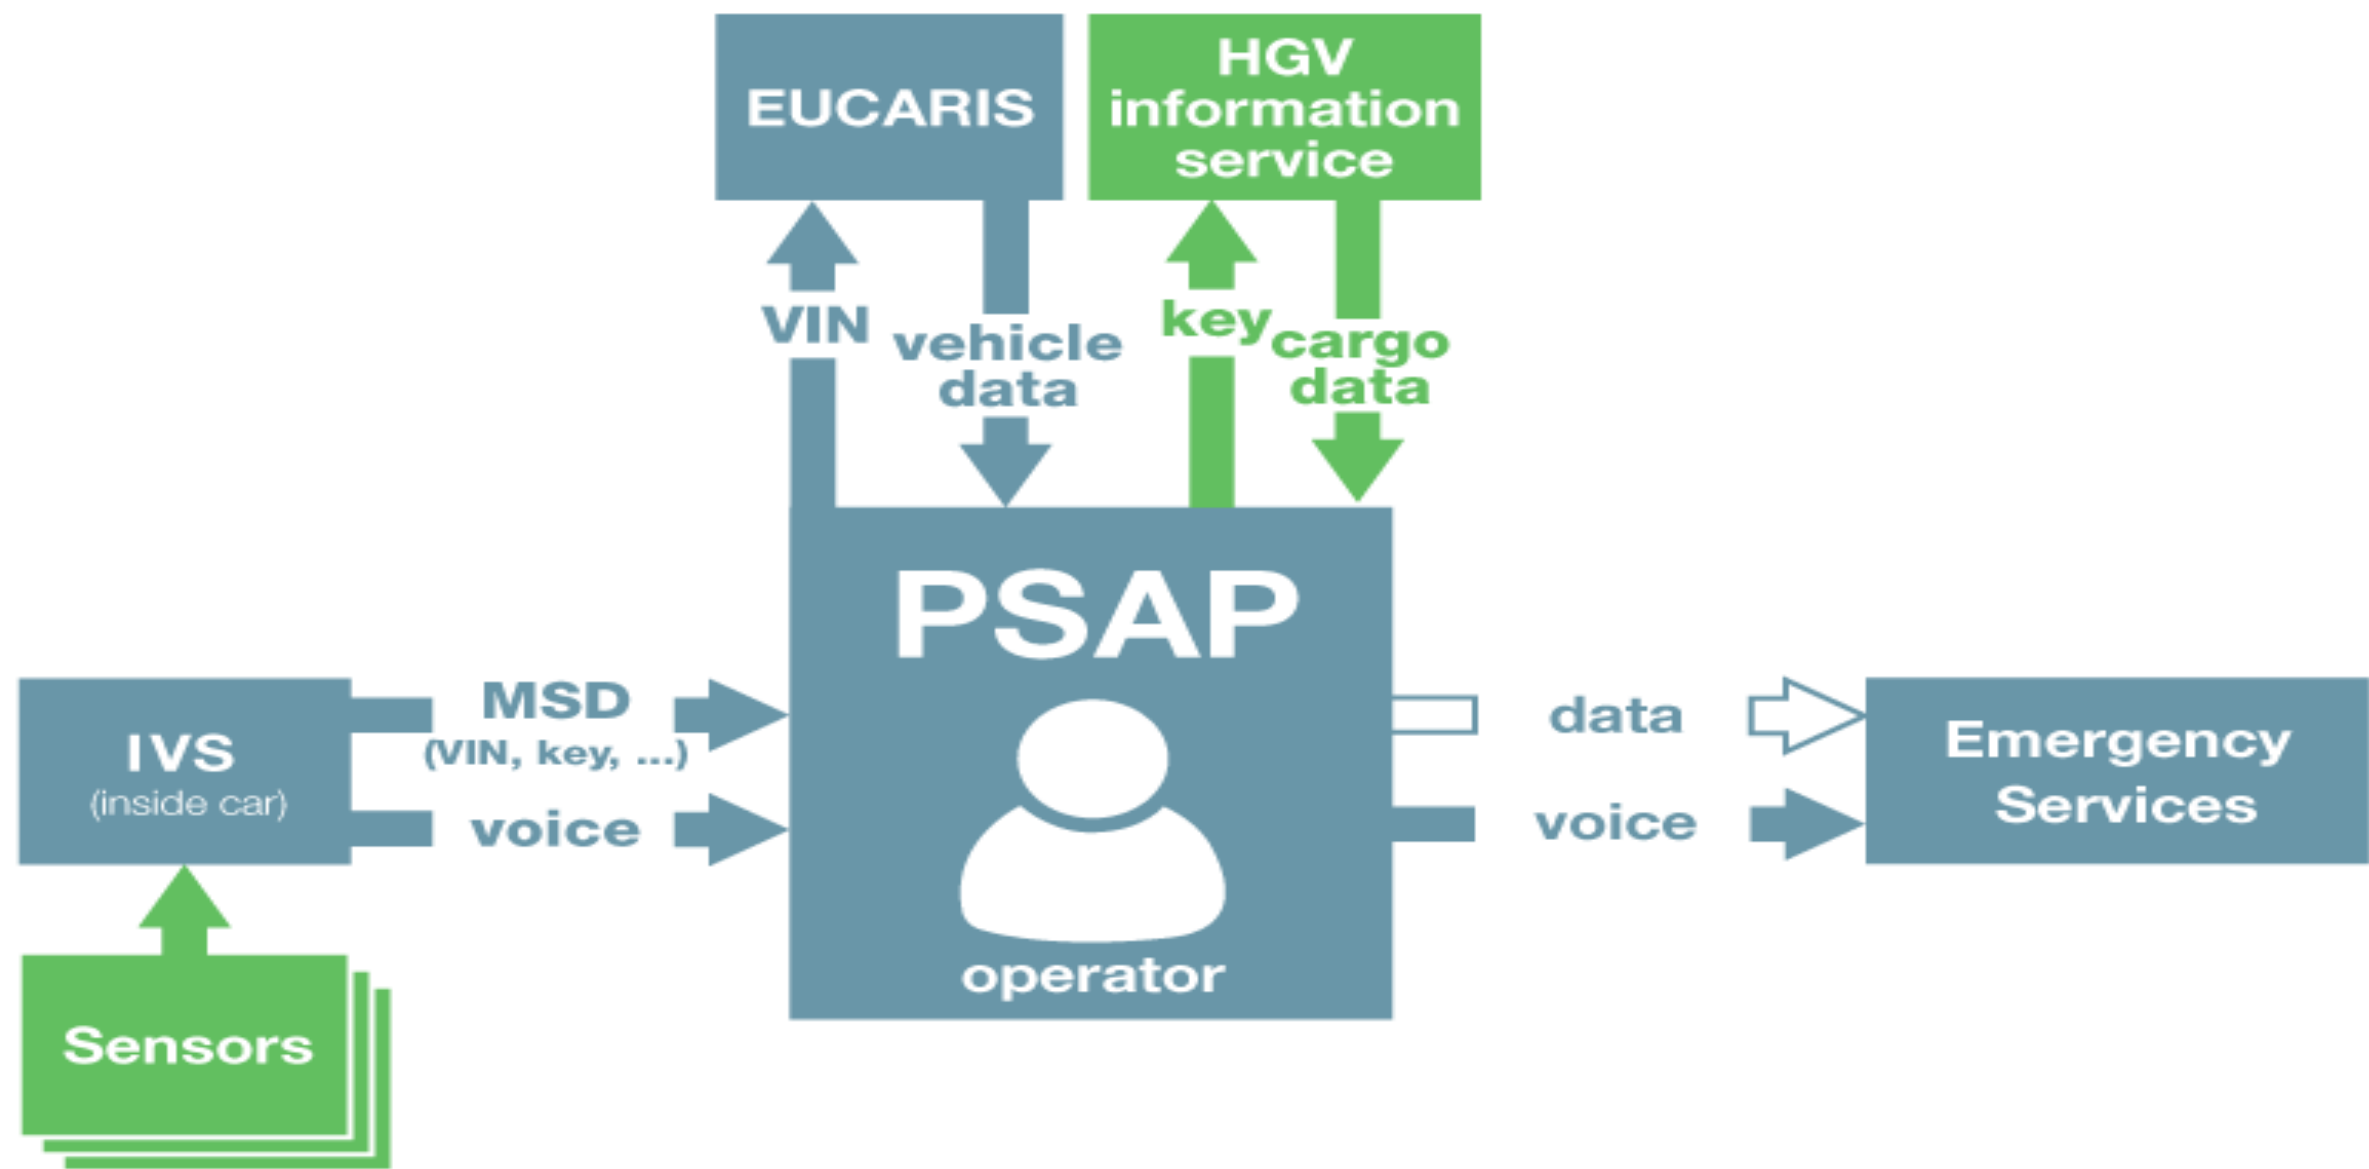 EUCARIS
HGV
information
service
VIN
vehicle
data
key
cargo
data
PSAP
operator
IVS
(inside car)
MSD
(VIN, key, ...)
voice
Sensors
data
voice
Emergency
Services